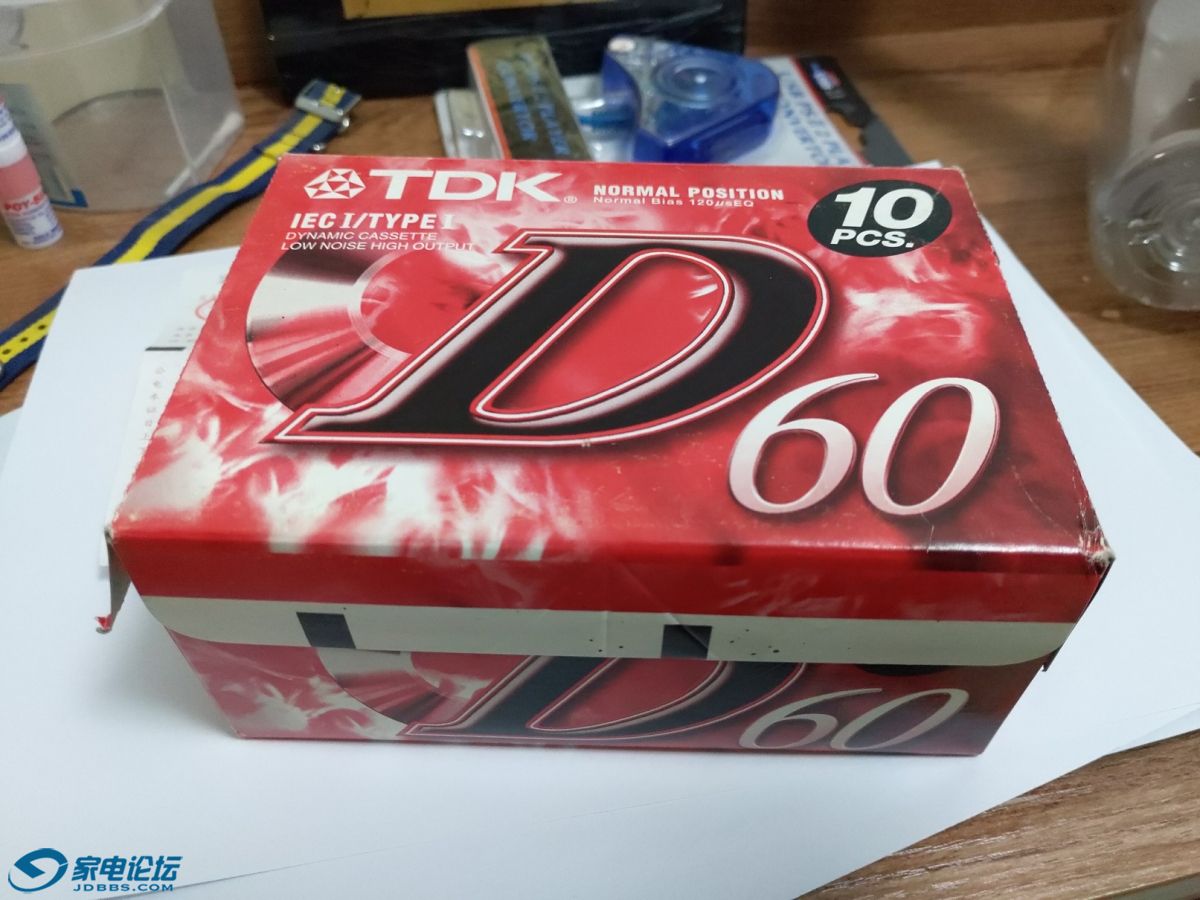 TDK®
NORMAL POSITION
Normal Bias 120μsEQ
10
PCS.
IEC I/TYPE I
DYNAMIC CASSETTE
LOW NOISE HIGH OUTPUT
D
60
D
60
家电论坛
JDBBS.COM